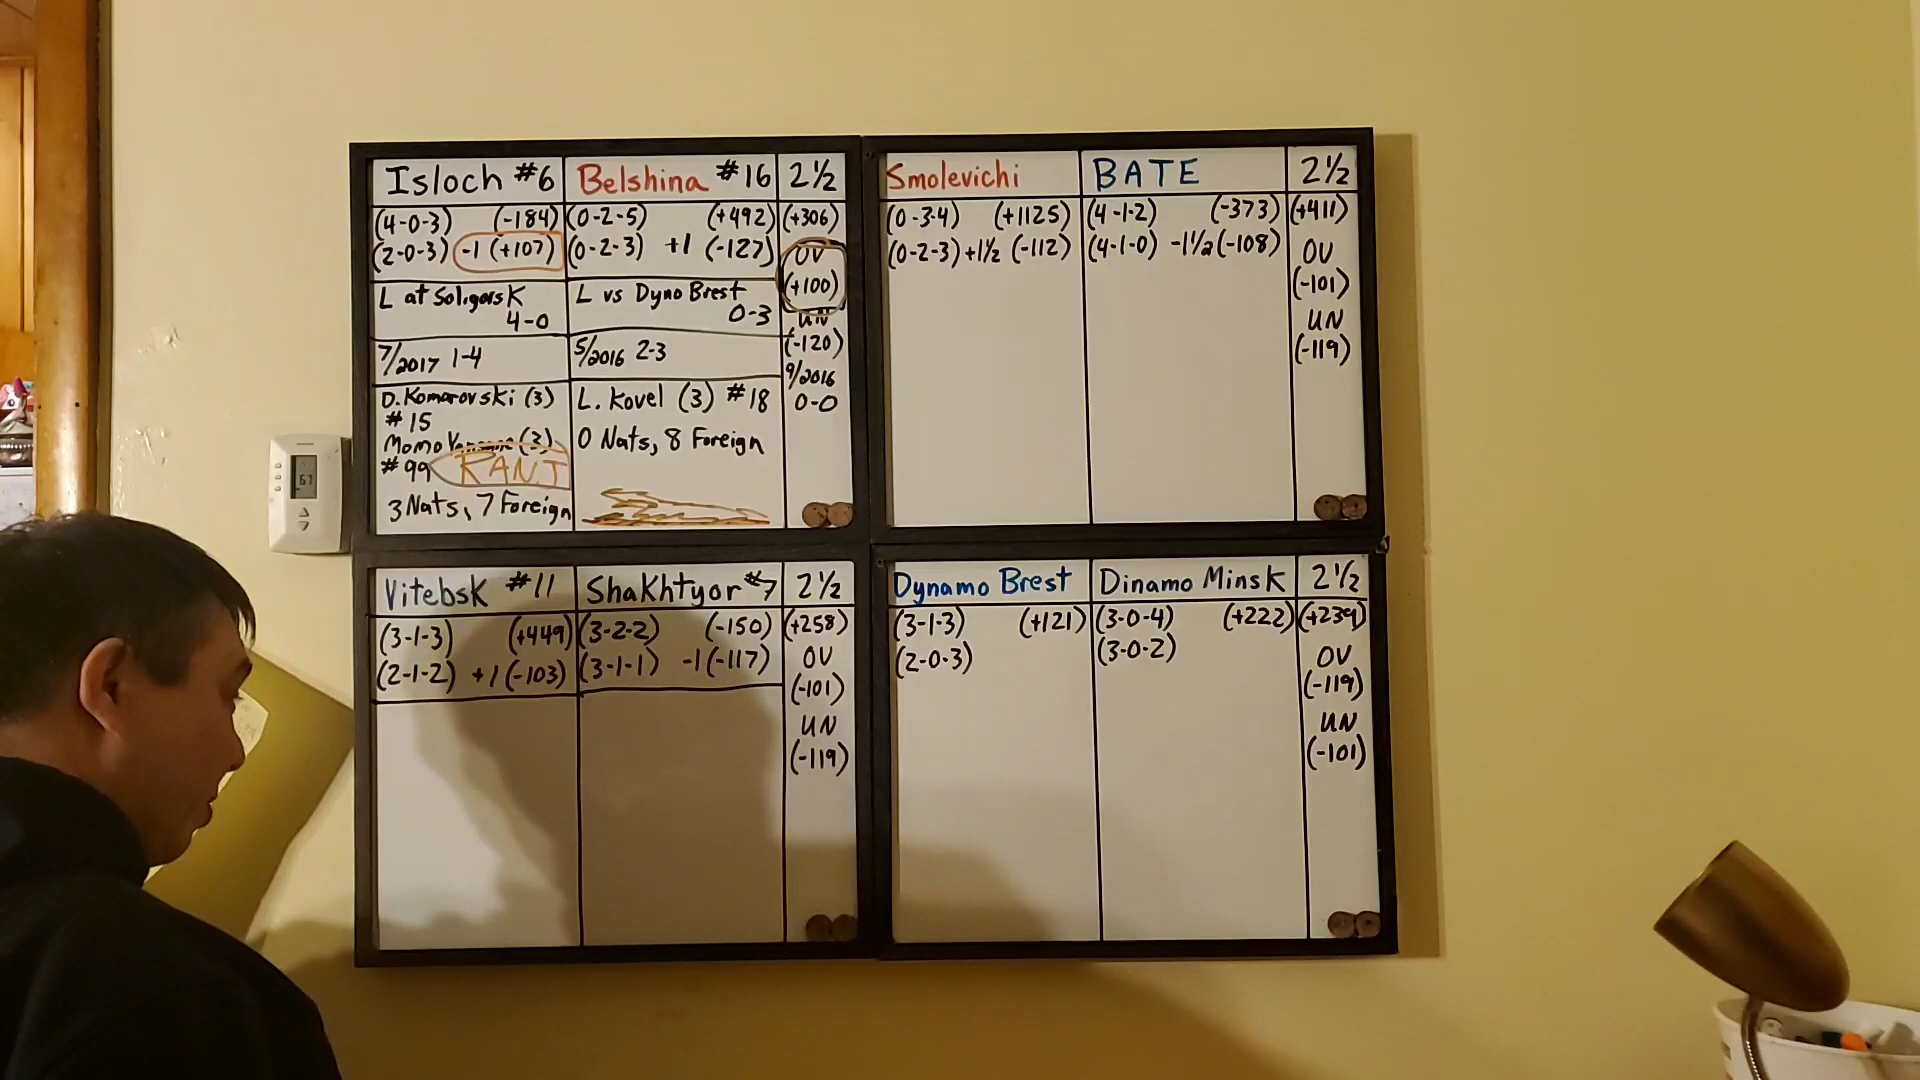 Isloch #6
(4-0-3) (-184)
(2-0-3) -1 (+107)
L at Soligorsk
4-0
7/2017 1-4
D. Komarovski (3)
#15
Momo (3)
#99 RANT
3 Nats, 7 Foreign
Belshina #16
(0-2-5) (+492)
(0-2-3) +1 (-127)
L vs Dyno Brest
0-3
5/2016 2-3
L. Kovel (3) #18
0 Nats, 8 Foreign
2½
(+306)
OV
(+100)
UN
(-120)
9/2016
0-0
Smolevichi
(0-3-4) (+1125)
(0-2-3) +1½ (-112)
BATE
(4-1-2) (-373)
(4-1-0) -1½ (-108)
2½
(+411)
OV
(-101)
UN
(-119)
Vitebsk #11
(3-1-3) (+449)
(2-1-2) +1 (-103)
Shakhtyor #7
(3-2-2) (-150)
(3-1-1) -1 (-117)
2½
(+258)
OV
(-101)
UN
(-119)
Dynamo Brest
(3-1-3) (+121)
(2-0-3)
Dinamo Minsk
(3-0-4) (+222)
(3-0-2)
2½
(+239)
OV
(-119)
UN
(-101)
67